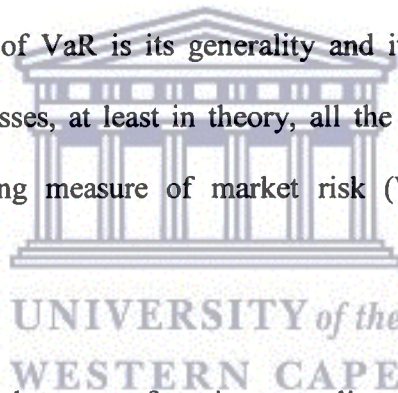 of VaR is its generality and i
sses, at least in theory, all the
ng measure of market risk (
UNIVERSITY of the
WESTERN CAPE